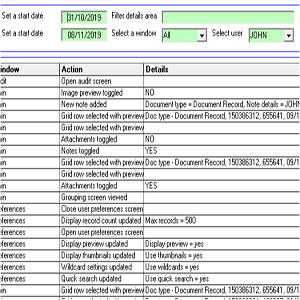 Set a start date 31/10/2019 Filter details area
Set a start date 08/11/2019 Select a window All Select user JOHN
ndow Action Details
dit Open audit screen
in Image preview toggled NO
in New note added Document type = Document Record, Note details = JOHN
in Grid row selected with preview Doc type - Document Record, 150386312, 655641, 09/1
in Grid row selected with preview
in Attachments toggled NO
in Notes toggled YES
in Grid row selected with preview Doc type - Document Record, 150386312, 655641, 09/1
in Grid row selected with preview
in Attachments toggled YES
in Grouping screen viewed
eferences Close user preferences screen
eferences Display record count updated Max records = 500
eferences Open user preferences screen
eferences Display preview updated Display preview = yes
eferences Display thumbnails updated Use thumbnails = yes
eferences Wildcard settings updated Use wildcards = yes
eferences Quick search updated Use quick search = yes
in Grid row selected with preview Doc type - Document Record, 150386312, 655641, 09/1